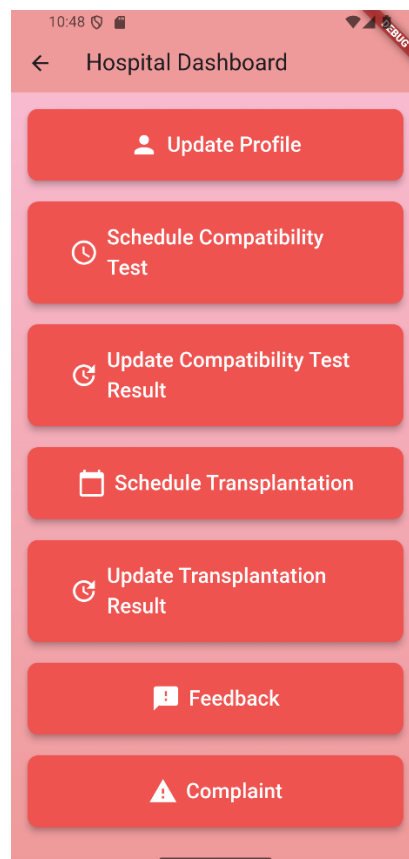 10:48
DEBUG
Hospital Dashboard
Update Profile
Schedule Compatibility
Test
Update Compatibility Test
Result
Schedule Transplantation
Update Transplantation
Result
Feedback
Complaint